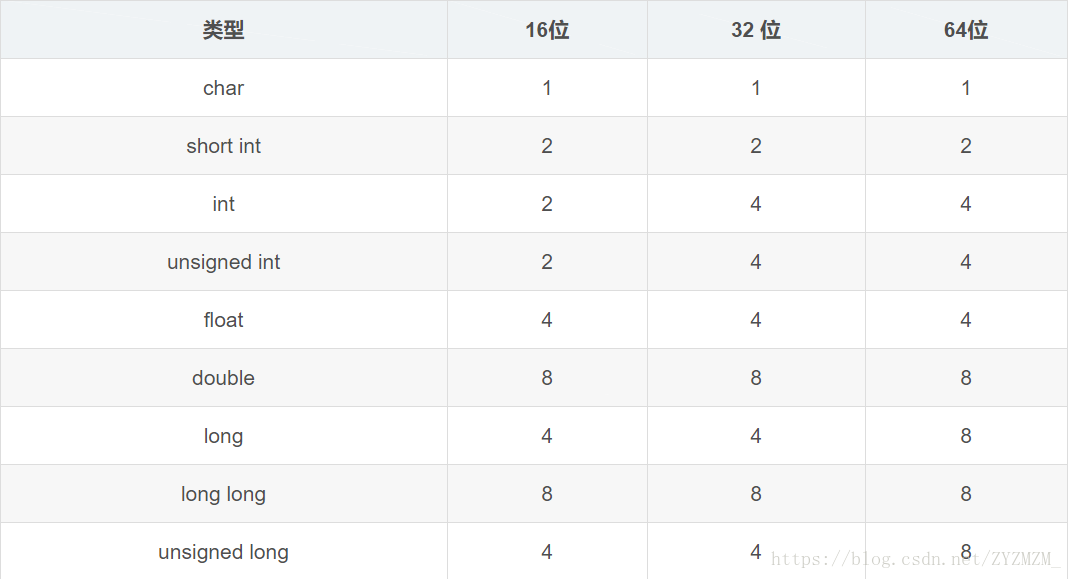 类型 16位 32 位 64位
char 1 1 1
short int 2 2 2
int 2 4 4
unsigned int 2 4 4
float 4 4 4
double 8 8 8
long 4 4 8
long long 8 8 8
unsigned long 4 4 8
https://blog.csdn.net/ZYZMZM_